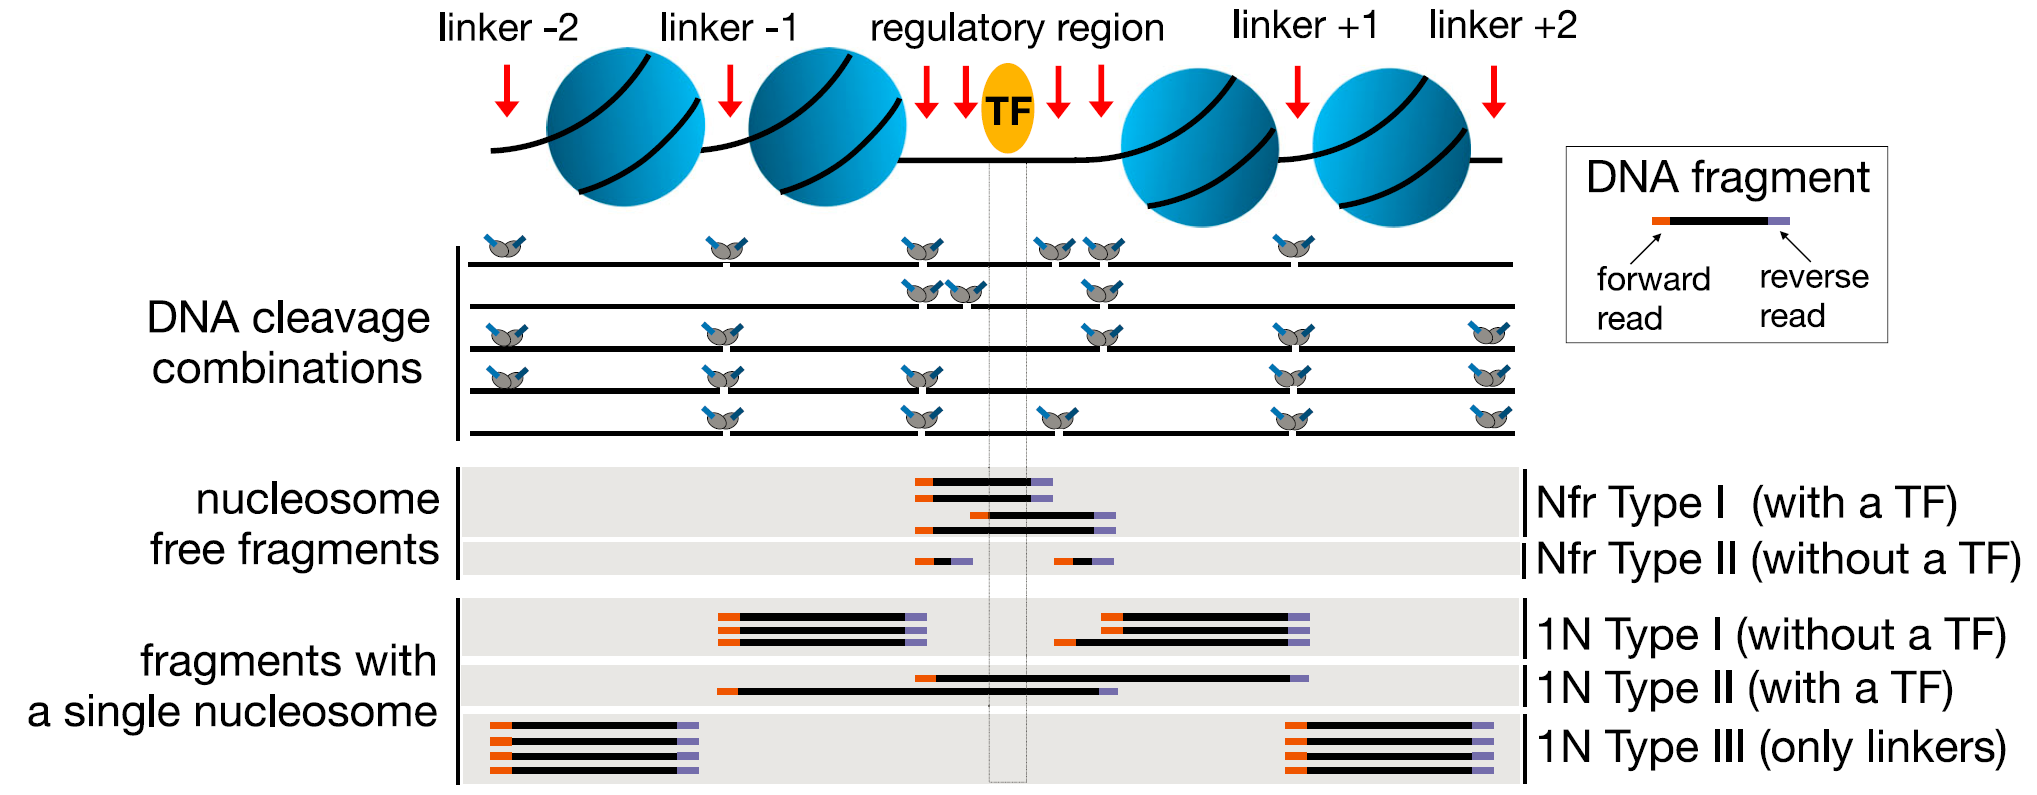 linker -2
linker -1
regulatory region
linker +1
linker +2
TF
DNA fragment
forward
read
reverse
read
DNA cleavage
combinations
nucleosome
free fragments
Nfr Type I (with a TF)
Nfr Type II (without a TF)
fragments with
a single nucleosome
1N Type I (without a TF)
1N Type II (with a TF)
1N Type III (only linkers)